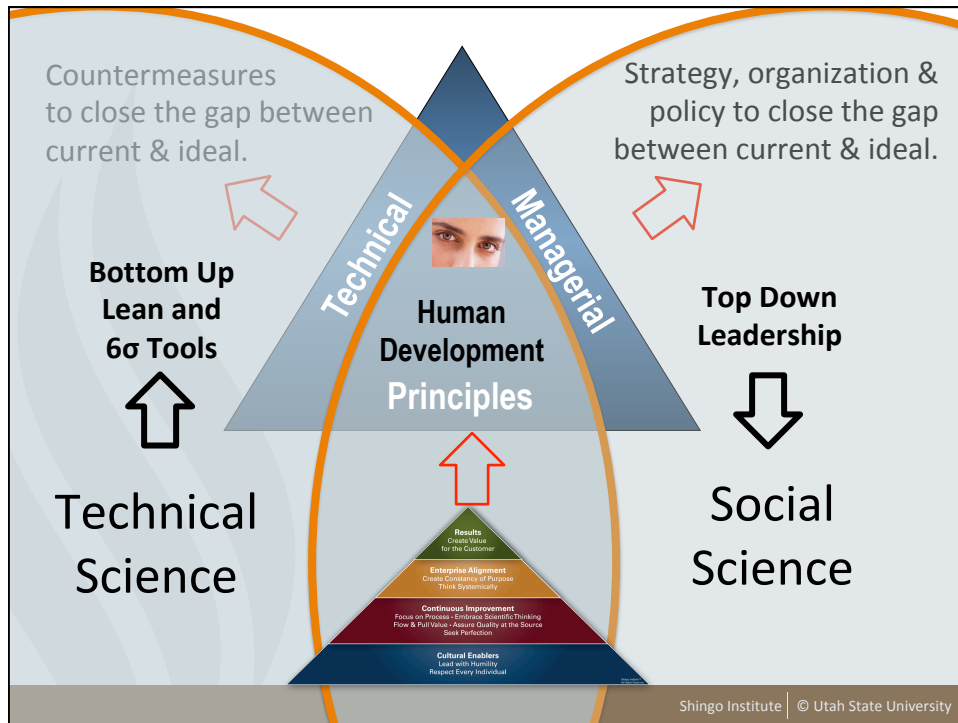 Countermeasures
to close the gap between
current & ideal.
Strategy, organization &
policy to close the gap
between current & ideal.
Technical
Managerial
Bottom Up
Lean and
6σ Tools
Human
Development
Principles
Top Down
Leadership
Technical
Science
Social
Science
Results
Create Value
for the Customer
Enterprise Alignment
Create Constancy of Purpose
Think Systemically
Continuous Improvement
Focus on Process • Embrace Scientific Thinking
Flow & Pull Value • Assure Quality at the Source
Seek Perfection
Cultural Enablers
Lead with Humility
Respect Every Individual
Shingo Institute © Utah State University